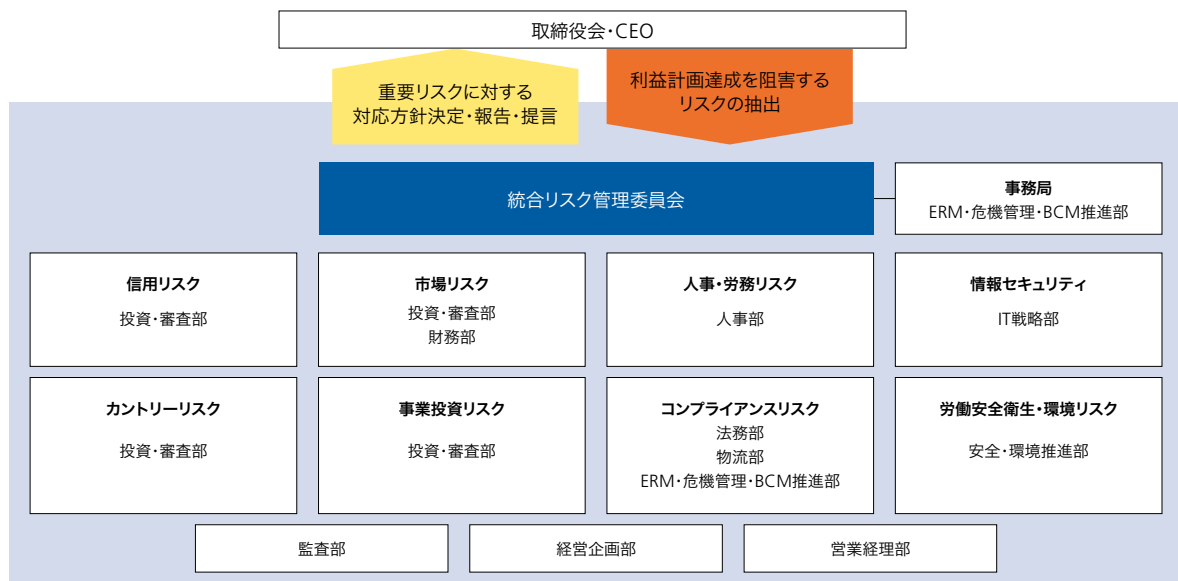 取締役会・CEO
重要リスクに対する
対応方針決定・報告・提言
利益計画達成を阻害する
リスクの抽出
統合リスク管理委員会
事務局
ERM・危機管理・BCM推進部
信用リスク
投資・審査部
市場リスク
投資・審査部
財務部
人事・労務リスク
人事部
情報セキュリティ
IT戦略部
カントリーリスク
投資・審査部
事業投資リスク
投資・審査部
コンプライアンスリスク
法務部
物流部
ERM・危機管理・BCM推進部
労働安全衛生・環境リスク
安全・環境推進部
監査部
経営企画部
営業経理部